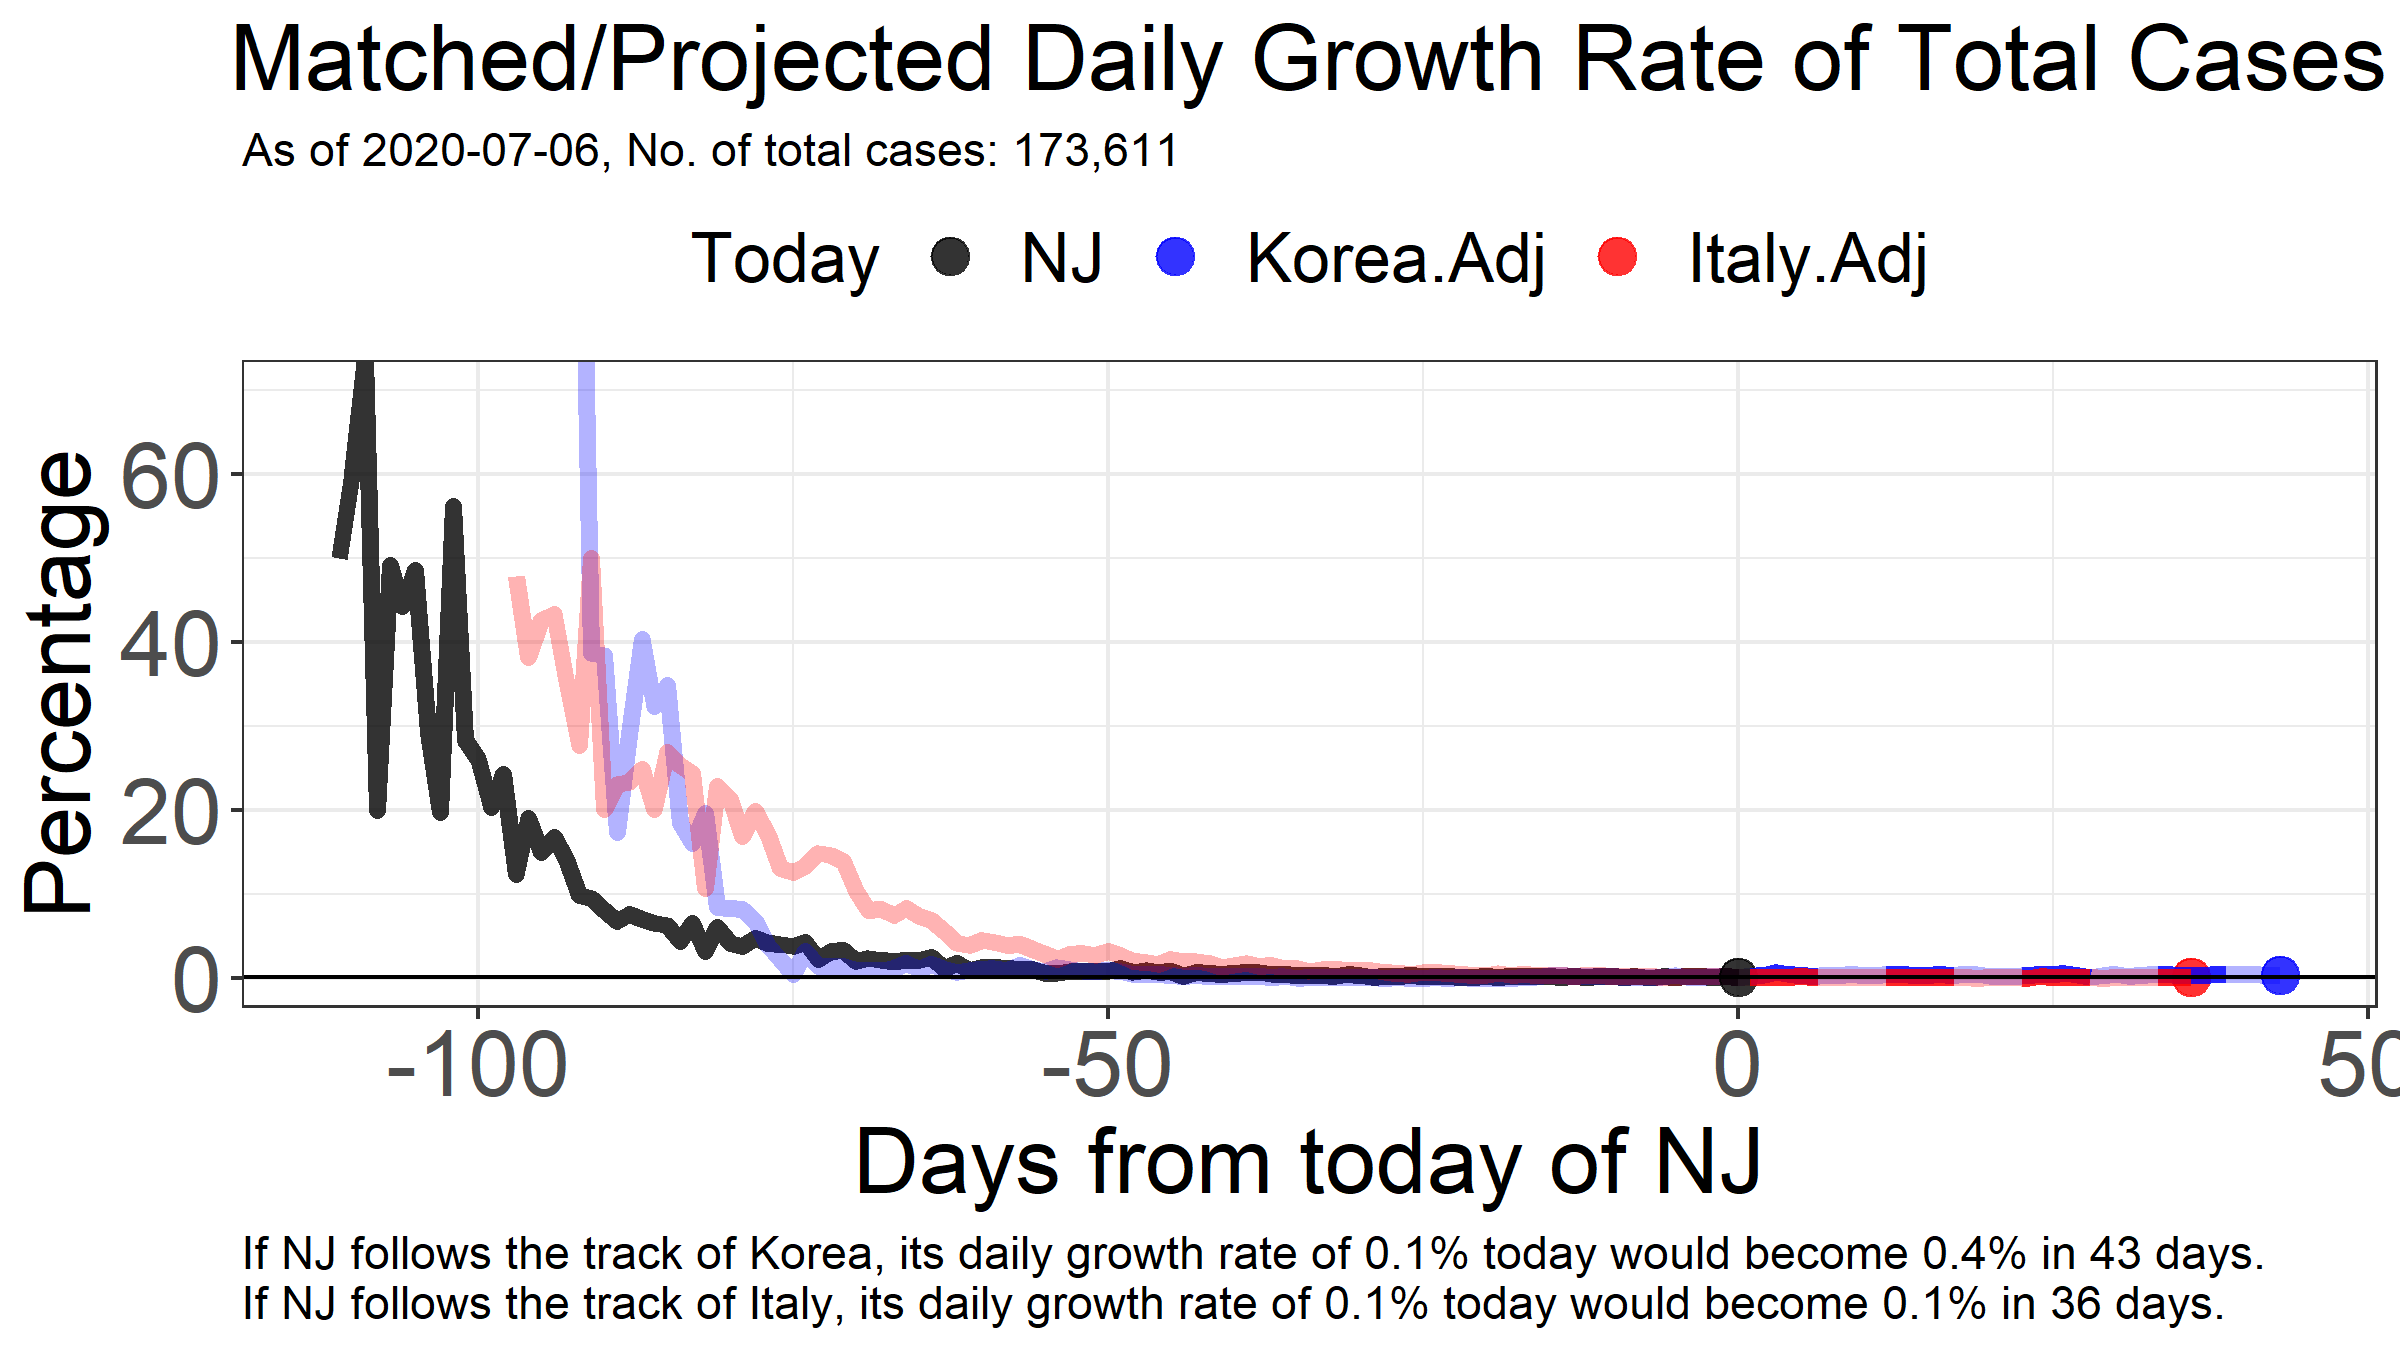 Matched/Projected Daily Growth Rate of Total Cases
As of 2020-07-06, No. of total cases: 173,611
Today NJ Korea.Adj Italy.Adj
Percentage
60
40
20
0
-100 -50 0 50
Days from today of NJ
If NJ follows the track of Korea, its daily growth rate of 0.1% today would become 0.4% in 43 days.
If NJ follows the track of Italy, its daily growth rate of 0.1% today would become 0.1% in 36 days.